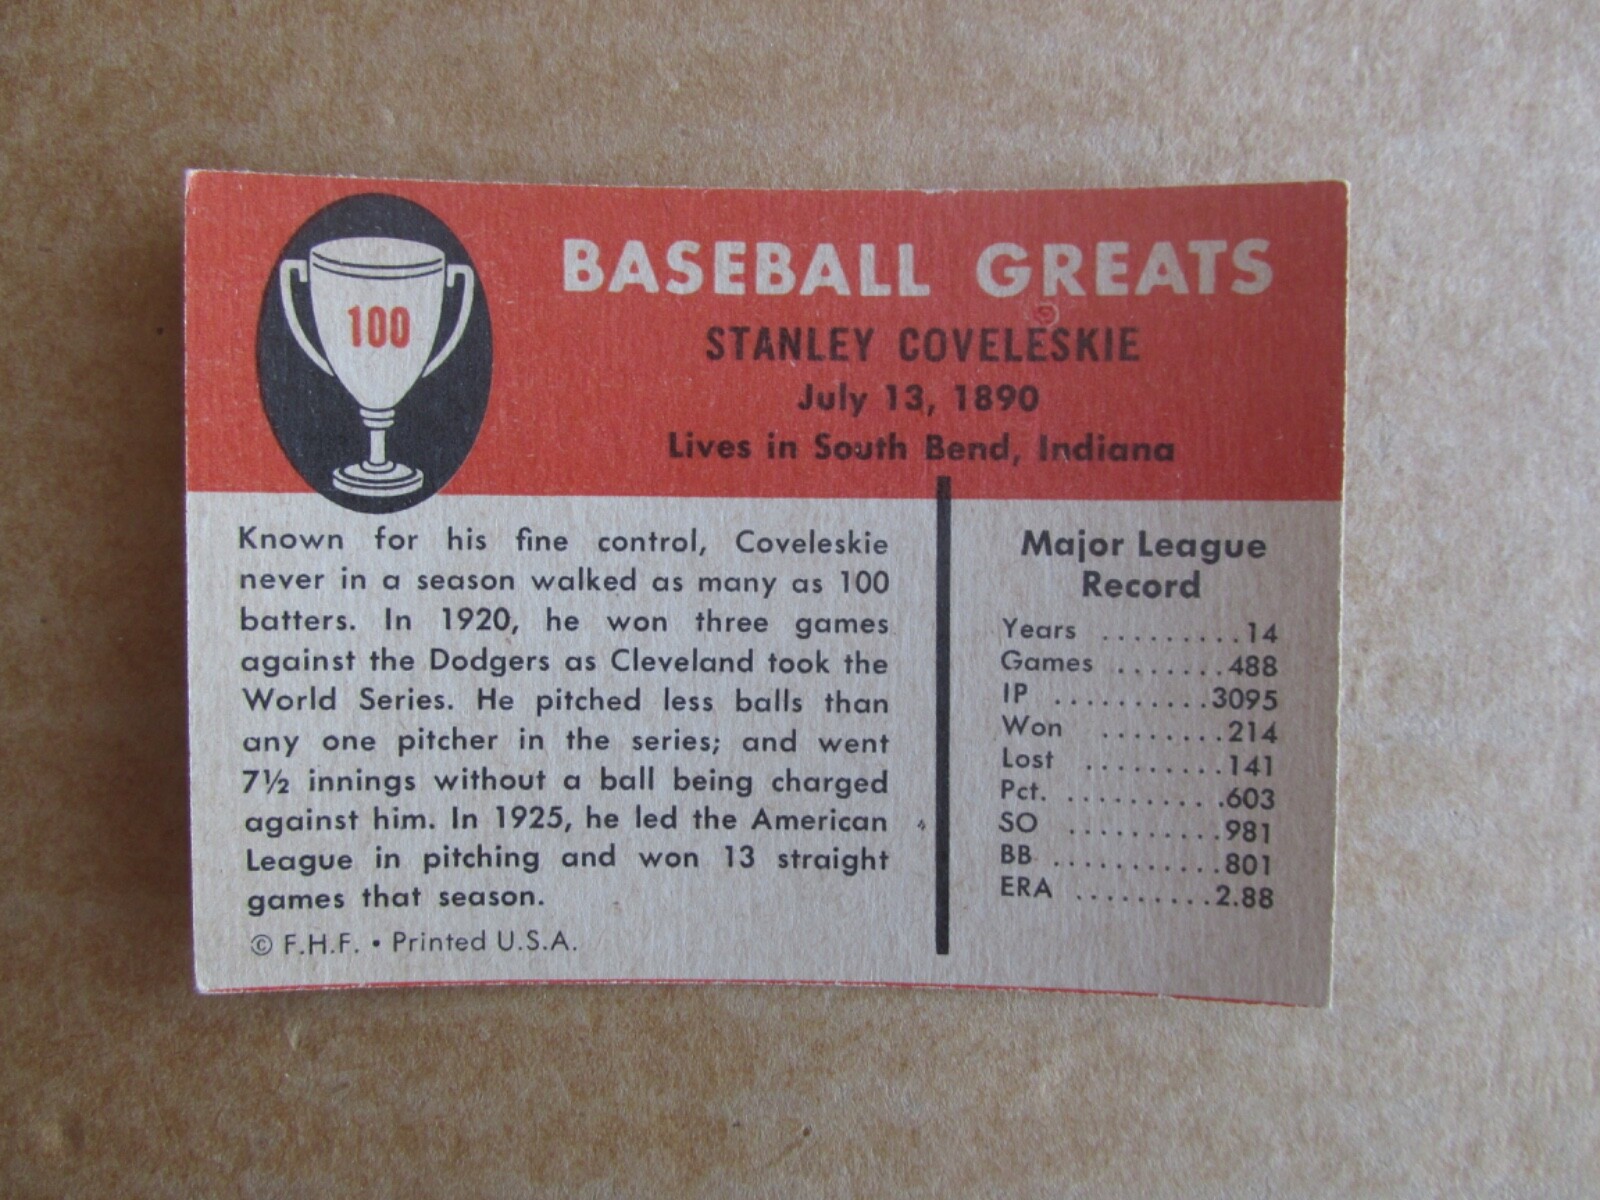 100
BASEBALL GREATS
STANLEY COVELESKIE
July 13, 1890
Lives in South Bend, Indiana
Known for his fine control, Coveleskie
never in a season walked as many as 100
batters. In 1920, he won three games
against the Dodgers as Cleveland took the
World Series. He pitched less balls than
any one pitcher in the series; and went
7½ innings without a ball being charged
against him. In 1925, he led the American
League in pitching and won 13 straight
games that season.
© F.H.F. • Printed U.S.A.
Major League
Record
Years .........14
Games .......488
IP ..........3095
Won ........214
Lost .........141
Pct. ..........603
SO ..........981
BB ...........801
ERA .........2.88